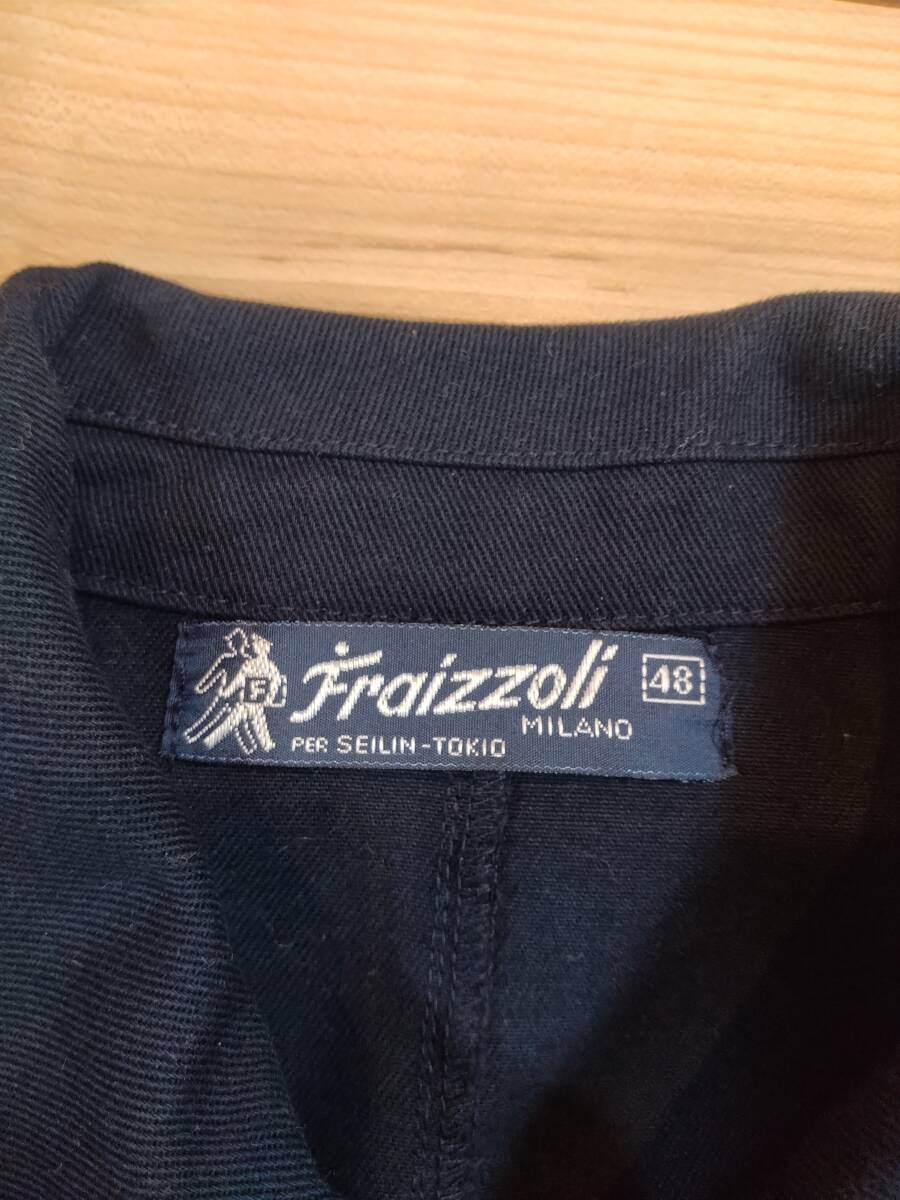 F
Fraizzoli
48
MILANO
PER SEILIN-TOKIO